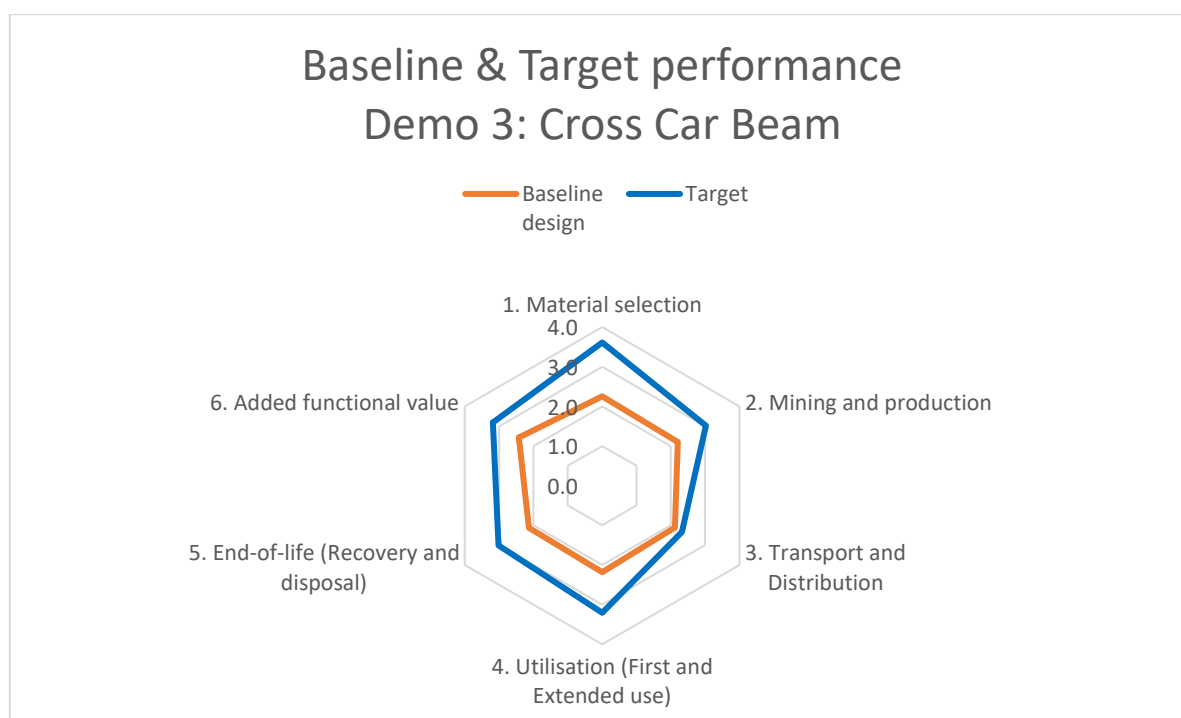 Baseline & Target performance
Demo 3: Cross Car Beam
Baseline
design
Target
1. Material selection
4.0
3.0
2.0
1.0
0.0
2. Mining and production
3. Transport and
Distribution
4. Utilisation (First and
Extended use)
5. End-of-life (Recovery and
disposal)
6. Added functional value